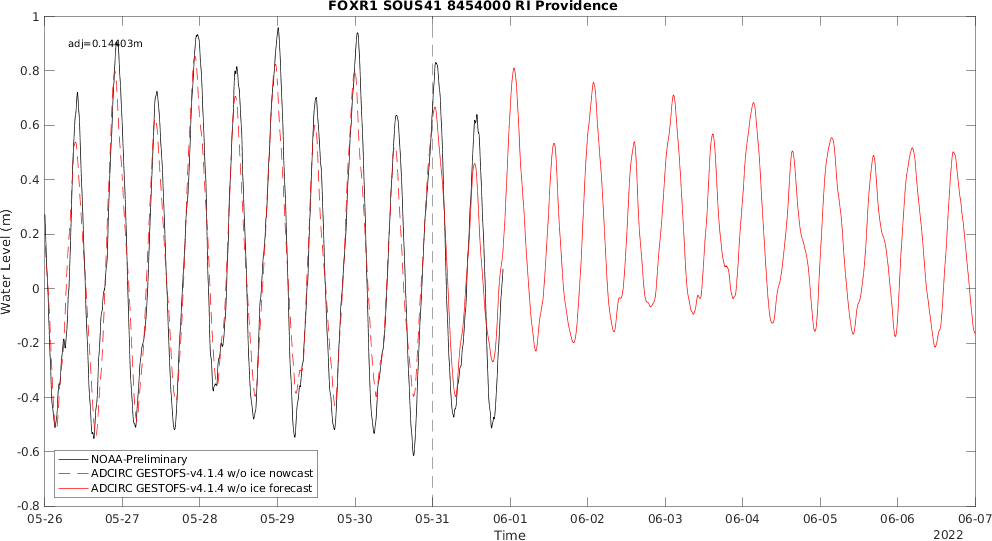 FOXR1 SOUS41 8454000 RI Providence
adj=0.14403m
1
0.8
0.6
0.4
0.2
0
-0.2
-0.4
-0.6
-0.8
Water Level (m)
NOAA-Preliminary
ADCIRC GESTOFS-v4.1.4 w/o ice nowcast
ADCIRC GESTOFS-v4.1.4 w/o ice forecast
05-26 05-27 05-28 05-29 05-30 05-31 06-01 06-02 06-03 06-04 06-05 06-06 06-07
Time
2022